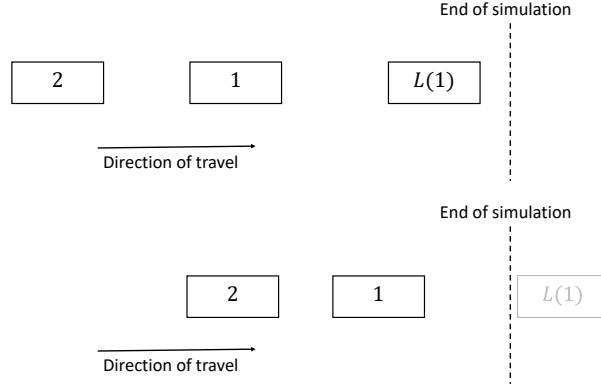 End of simulation
2
1
L(1)
Direction of travel
End of simulation
2
1
L(1)
Direction of travel